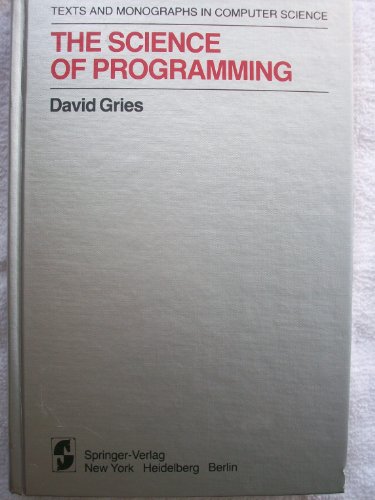 TEXTS AND MONOGRAPHS IN COMPUTER SCIENCE
THE SCIENCE
OF PROGRAMMING
David Gries
Springer-Verlag
New York Heidelberg Berlin